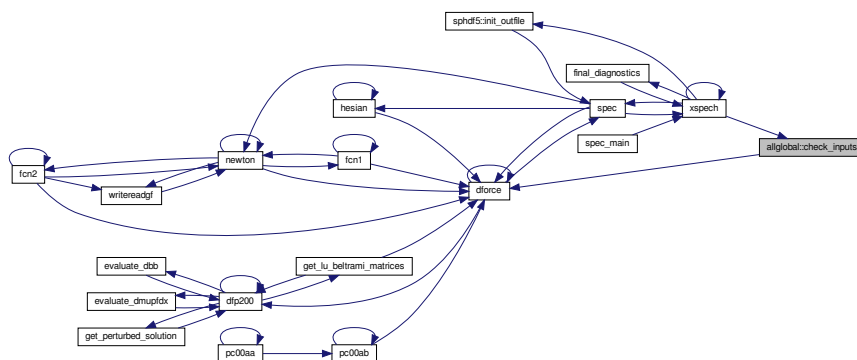 sphdf5::init_outfile
final_diagnostics
hesian
spec
xspech
spec_main
allglobal::check_inputs
newton
fcn1
fcn2
writereadgf
dforce
evaluate_dbb
get_lu_beltrami_matrices
evaluate_dmupfdx
dfp200
get_perturbed_solution
pc00aa
pc00ab